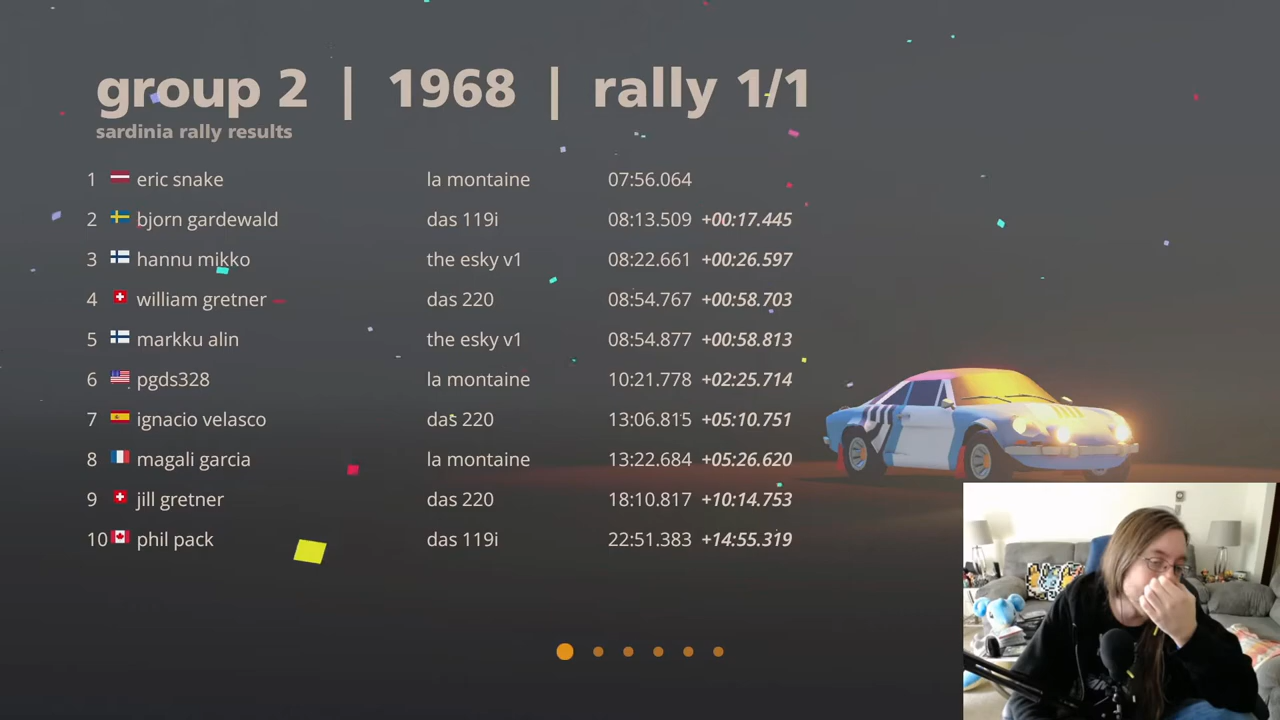 group 2 | 1968 | rally 1/1
sardinia rally results
1 eric snake la montaine 07:56.064
2 bjorn gardewald das 119i 08:13.509 +00:17.445
3 hannu mikko the esky v1 08:22.661 +00:26.597
4 william gretner das 220 08:54.767 +00:58.703
5 markku alin the esky v1 08:54.877 +00:58.813
6 pgds328 la montaine 10:21.778 +02:25.714
7 ignacio velasco das 220 13:06.815 +05:10.751
8 magali garcia la montaine 13:22.684 +05:26.620
9 jill gretner das 220 18:10.817 +10:14.753
10 phil pack das 119i 22:51.383 +14:55.319